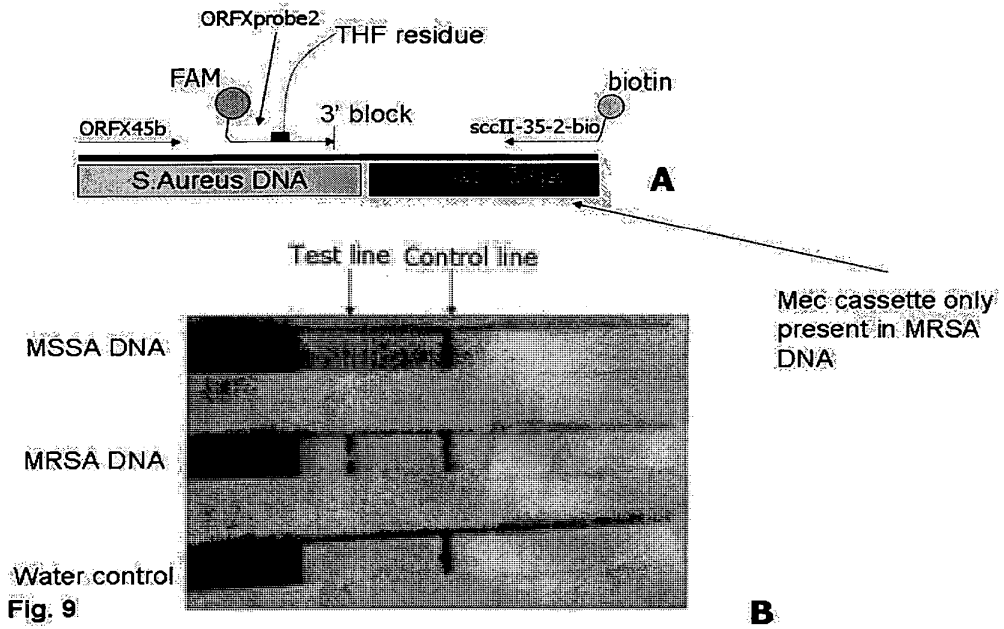 ORFXprobe2
THF residue
FAM
biotin
3' block
ORFX45b
sccII-35-2-bio
S.Aureus DNA
A
Test line Control line
Mec cassette only
present in MRSA
DNA
MSSA DNA
MRSA DNA
Water control
Fig. 9
B